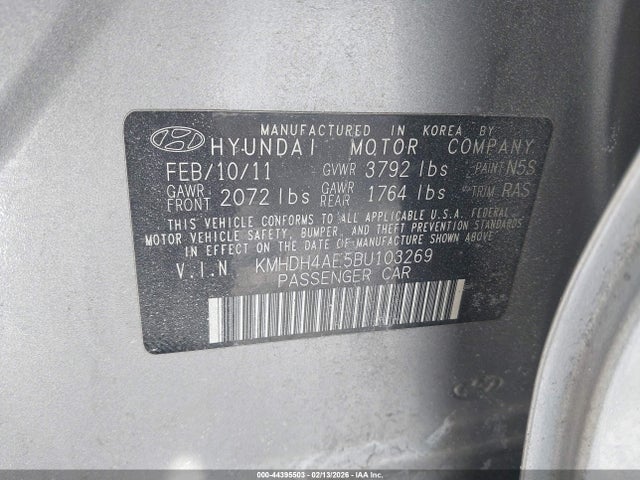 MANUFACTURED IN KOREA BY
HYUNDAI MOTOR COMPANY
FEB/10/11 GVWR 3792 lbs PAINT N5S
GAWR FRONT 2072 lbs GAWR REAR 1764 lbs TRIM RAS
THIS VEHICLE CONFORMS TO ALL APPLICABLE U.S.A. FEDERAL
MOTOR VEHICLE SAFETY, BUMPER, AND THEFT PREVENTION STANDARDS
IN EFFECT ON THE DATE OF MANUFACTURE SHOWN ABOVE.
V.I.N KMHDH4AE5BU103269
PASSENGER CAR
000-44395503 - 02/13/2026 - IAA Inc.